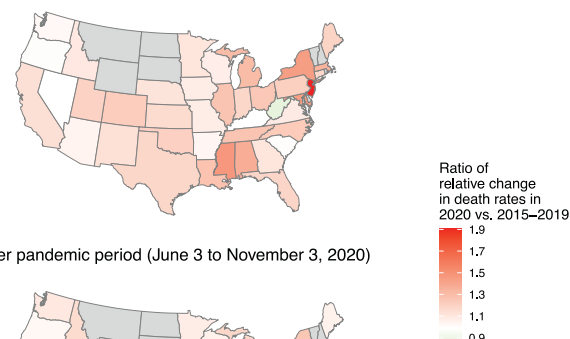 Ratio of
relative change
in death rates in
2020 vs. 2015–2019
1.9
1.7
1.5
1.3
1.1
0.9
er pandemic period (June 3 to November 3, 2020)